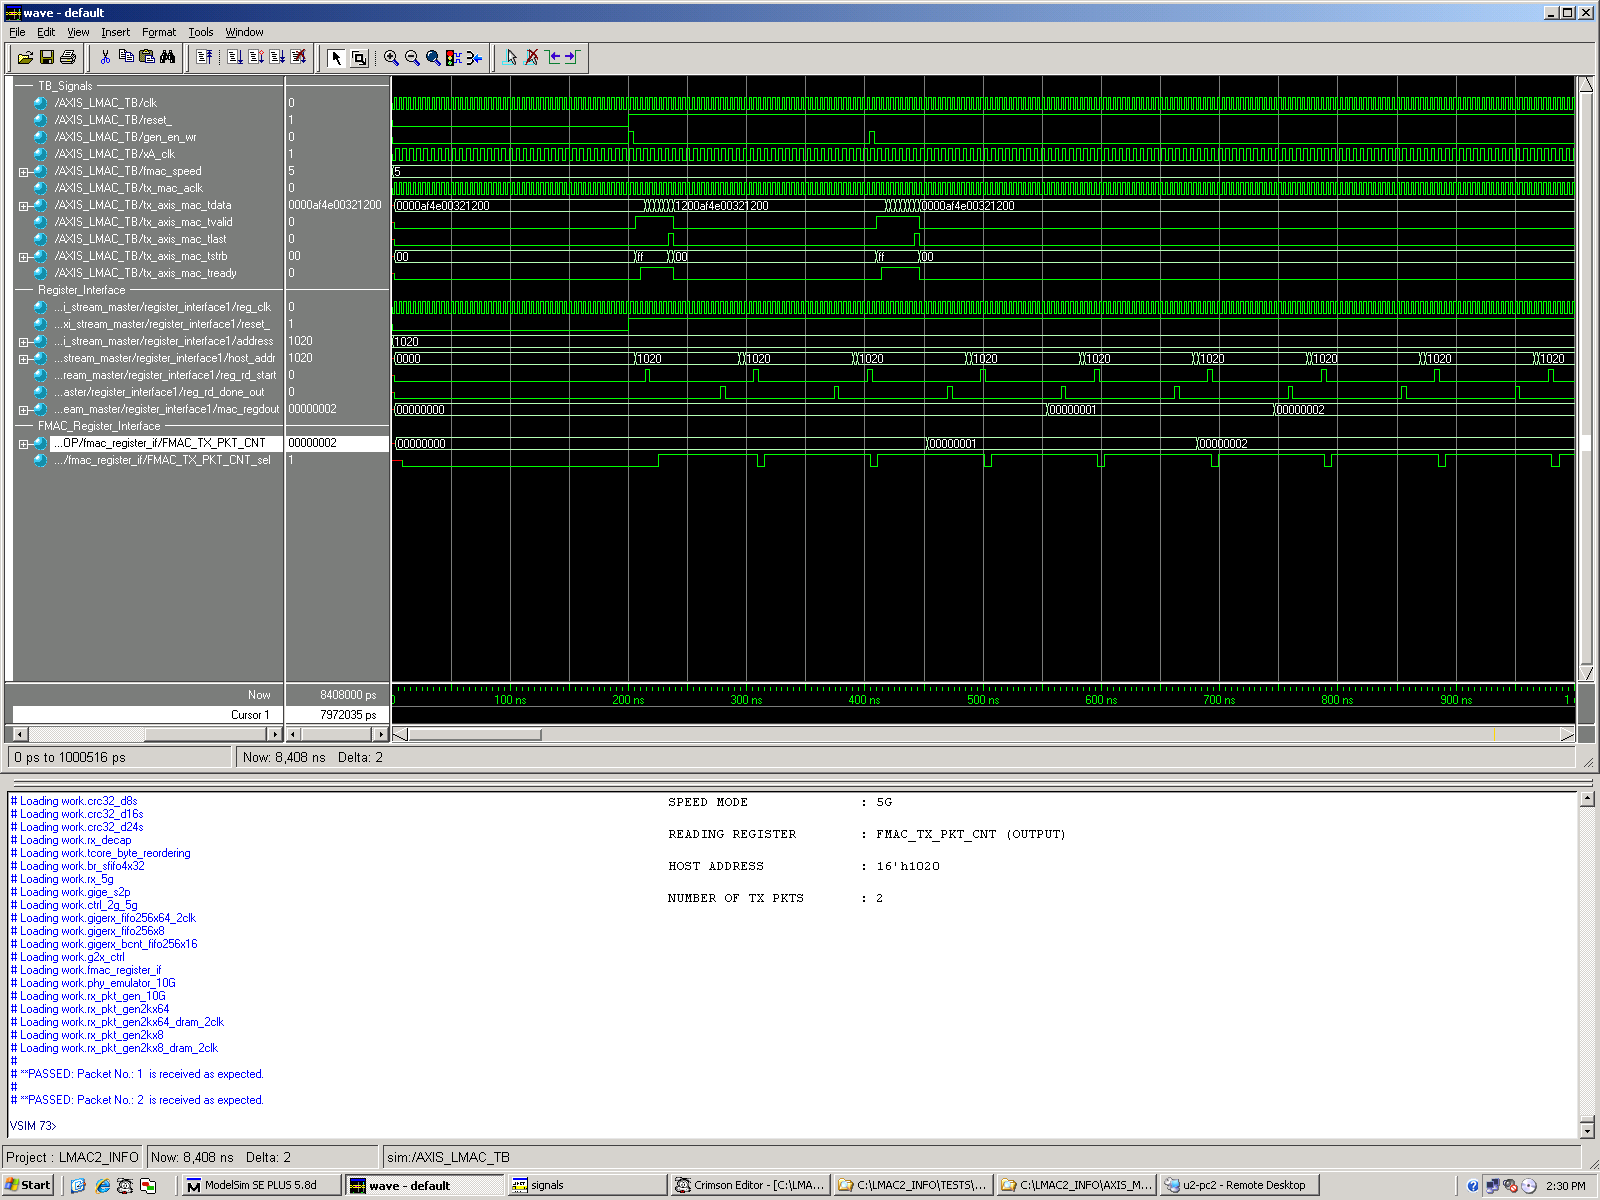 wave - default
File Edit View Insert Format Tools Window
TB_Signals
/AXIS_LMAC_TB/clk 0
/AXIS_LMAC_TB/reset_ 1
/AXIS_LMAC_TB/gen_en_wr 0
/AXIS_LMAC_TB/xA_clk 1
/AXIS_LMAC_TB/fmac_speed 5 5
/AXIS_LMAC_TB/tx_mac_aclk 0
/AXIS_LMAC_TB/tx_axis_mac_tdata 0000af4e00321200 0000af4e00321200 1200af4e00321200 0000af4e00321200
/AXIS_LMAC_TB/tx_axis_mac_tvalid 0
/AXIS_LMAC_TB/tx_axis_mac_tlast 0
/AXIS_LMAC_TB/tx_axis_mac_tstrb 00 00 ff 00 ff 00
/AXIS_LMAC_TB/tx_axis_mac_tready 0
Register_Interface
...i_stream_master/register_interface1/reg_clk 0
...xi_stream_master/register_interface1/reset_ 1
...i_stream_master/register_interface1/address 1020 1020
...stream_master/register_interface1/host_addr 1020 0000 1020 1020 1020 1020 1020 1020 1020 1020 1020
...ream_master/register_interface1/reg_rd_start 0
...aster/register_interface1/reg_rd_done_out 0
...eam_master/register_interface1/mac_regdout 00000002 00000000 00000001 00000002
FMAC_Register_Interface
...OP/fmac_register_if/FMAC_TX_PKT_CNT 00000002 00000000 00000001 00000002
.../fmac_register_if/FMAC_TX_PKT_CNT_sel 1
Now 8408000 ps 100 ns 200 ns 300 ns 400 ns 500 ns 600 ns 700 ns 800 ns 900 ns
Cursor 1 7972035 ps
0 ps to 1000516 ps Now: 8,408 ns Delta: 2
# Loading work.crc32_d8s SPEED MODE : 5G
# Loading work.crc32_d16s
# Loading work.crc32_d24s READING REGISTER : FMAC_TX_PKT_CNT (OUTPUT)
# Loading work.rx_decap
# Loading work.tcore_byte_reordering
# Loading work.br_sfifo4x32 HOST ADDRESS : 16'h1020
# Loading work.rx_5g
# Loading work.gige_s2p NUMBER OF TX PKTS : 2
# Loading work.ctrl_2g_5g
# Loading work.gigerx_fifo256x64_2clk
# Loading work.gigerx_fifo256x8
# Loading work.gigerx_bcnt_fifo256x16
# Loading work.g2x_ctrl
# Loading work.fmac_register_if
# Loading work.phy_emulator_10G
# Loading work.rx_pkt_gen_10G
# Loading work.rx_pkt_gen2kx64
# Loading work.rx_pkt_gen2kx64_dram_2clk
# Loading work.rx_pkt_gen2kx8
# Loading work.rx_pkt_gen2kx8_dram_2clk
#
# **PASSED: Packet No.: 1 is received as expected.
#
# **PASSED: Packet No.: 2 is received as expected.
VSIM 73>
Project : LMAC2_INFO Now: 8,408 ns Delta: 2 sim:/AXIS_LMAC_TB
Start ModelSim SE PLUS 5.8d wave - default signals Crimson Editor - [C:\LMA... C:\LMAC2_INFO\TESTS\... C:\LMAC2_INFO\AXIS_M... u2-pc2 - Remote Desktop 2:30 PM